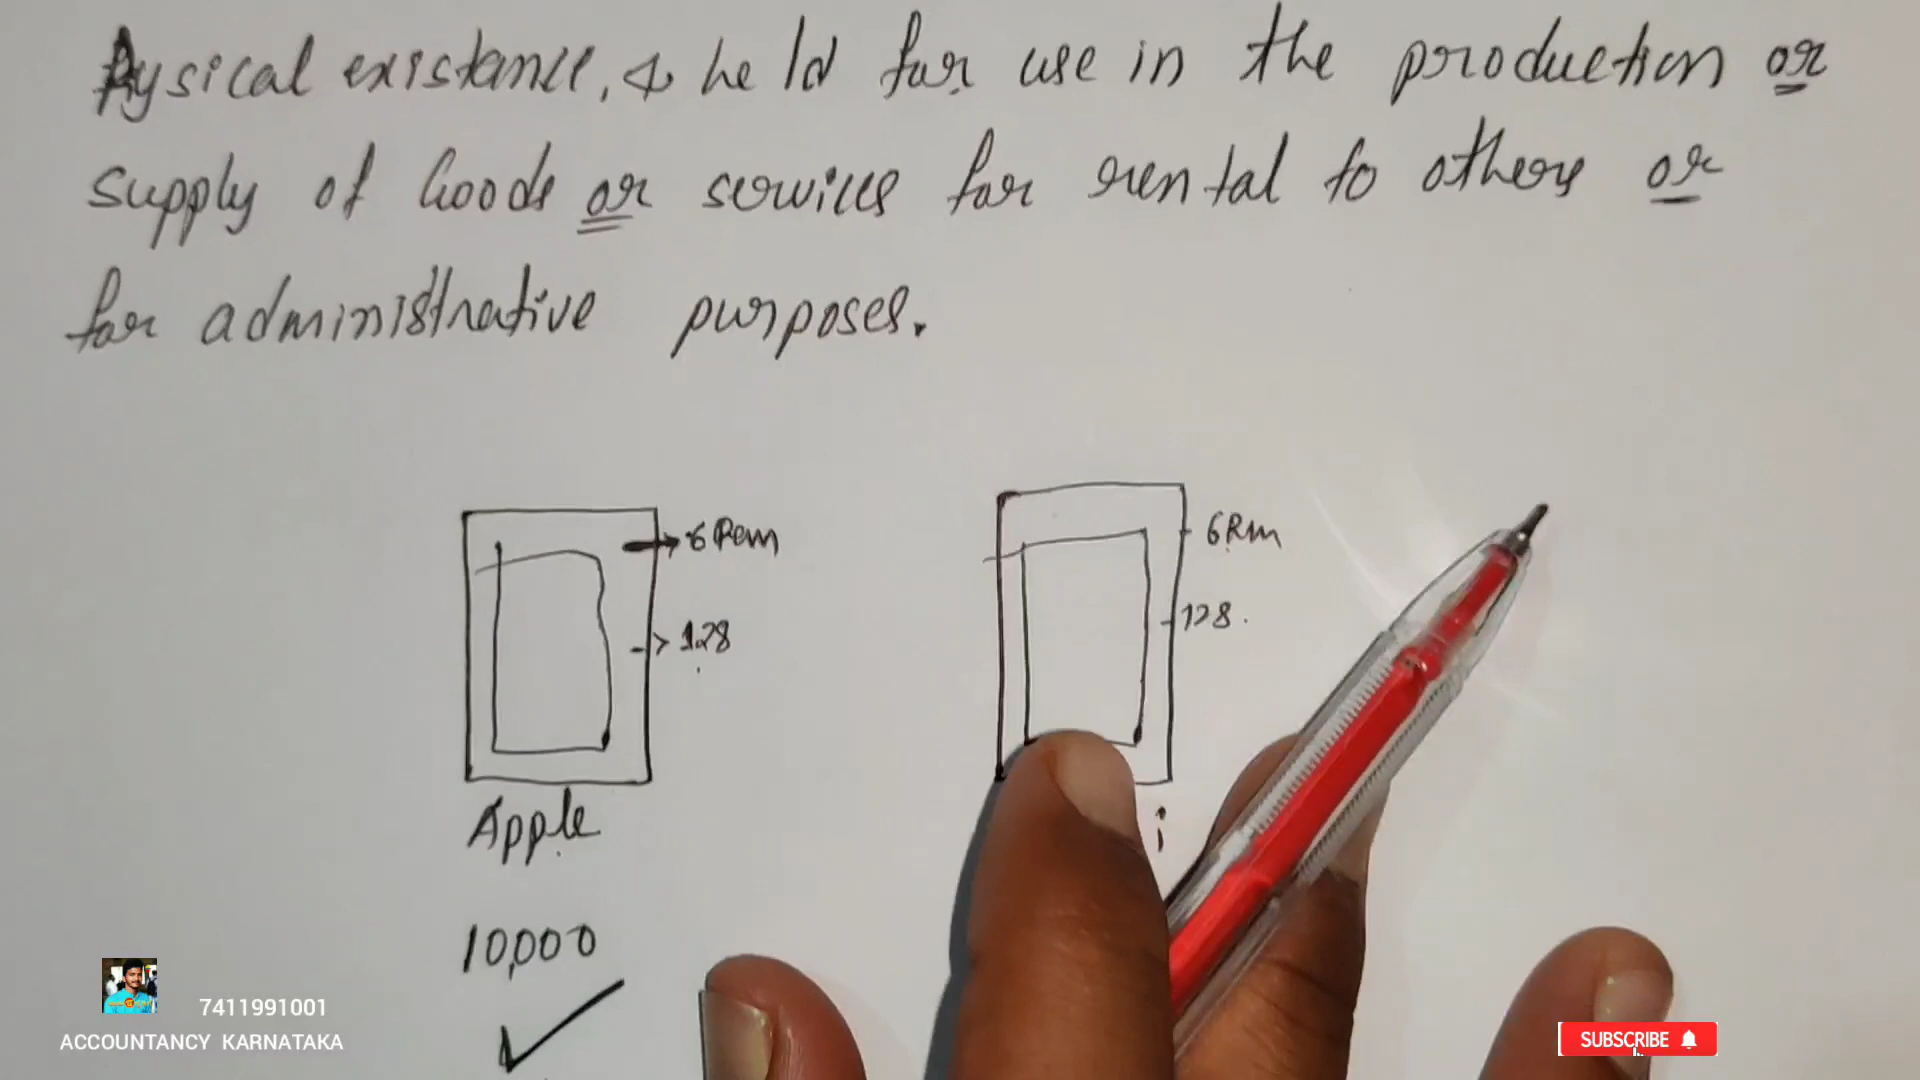 Pysical existance, & held for use in the production or
supply of Goods or services for rental to others or
for administrative purposes.
6 Ram
6 Rm
128
128.
Apple
i
10,000
7411991001
ACCOUNTANCY KARNATAKA
SUBSCRIBE